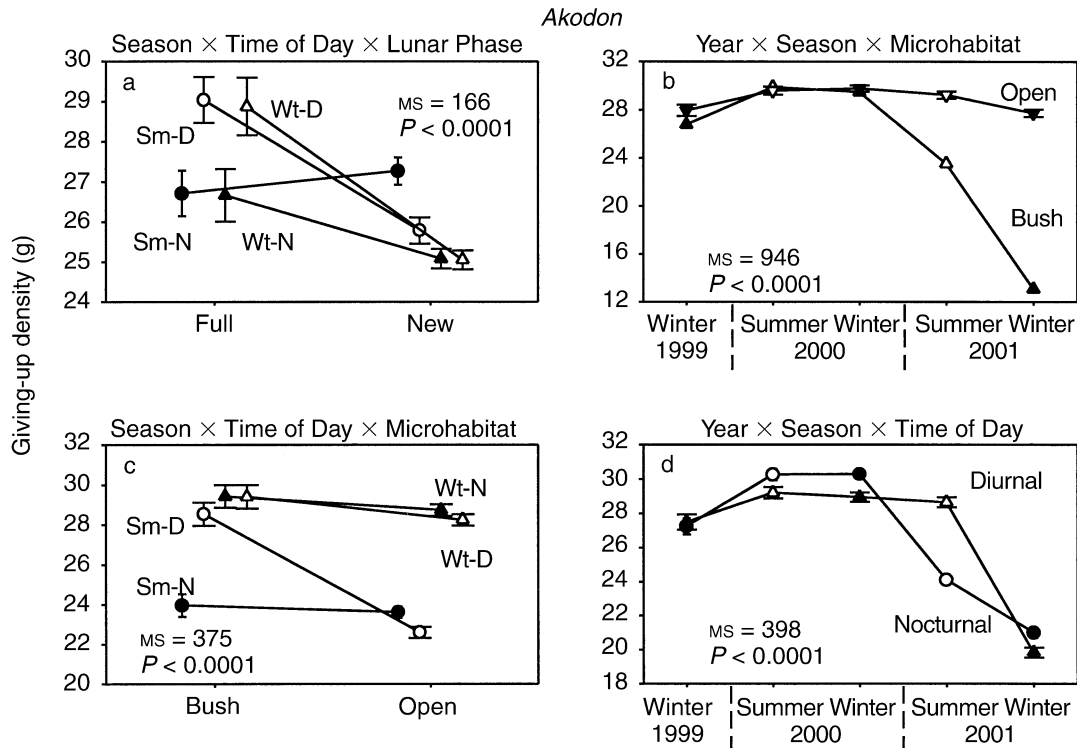 Akodon
Season × Time of Day × Lunar Phase
30
29
28
27
26
25
24
a
Wt-D
Sm-D
MS = 166
P < 0.0001
Sm-N
Wt-N
Full
New
Year × Season × Microhabitat
32
28
24
20
16
12
b
Open
Bush
MS = 946
P < 0.0001
Winter Summer Winter Summer Winter
1999 2000 2001
Giving-up density (g)
Season × Time of Day × Microhabitat
32
30
28
26
24
22
20
c
Wt-N
Sm-D
Wt-D
Sm-N
MS = 375
P < 0.0001
Bush
Open
Year × Season × Time of Day
32
30
28
26
24
22
20
18
d
Diurnal
Nocturnal
MS = 398
P < 0.0001
Winter Summer Winter Summer Winter
1999 2000 2001